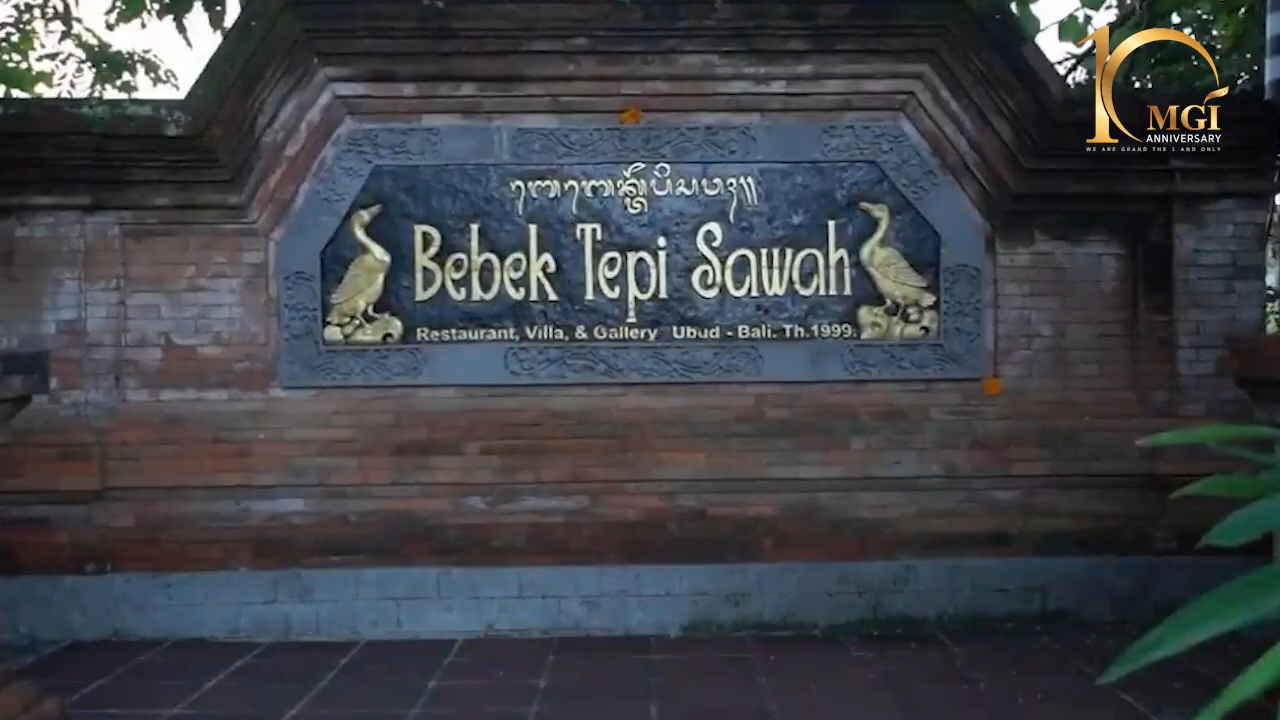 ᬩᬾᬩᬾᬓ᭄ᬢᬾᬧᬶᬲᬯᬄ
Bebek Tepi Sawah
Restaurant, Villa, & Gallery Ubud - Bali. Th.1999.
10
MGI
ANNIVERSARY
WE ARE GRAND THE 1 AND ONLY